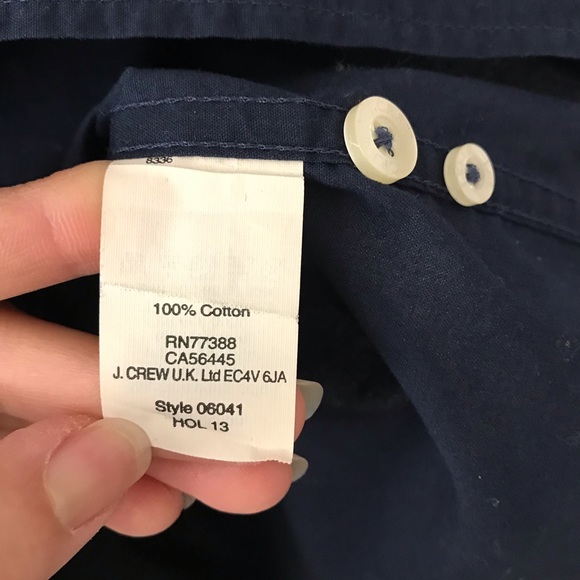 8336
100% Cotton
RN77388
CA56445
J. CREW U.K. Ltd EC4V 6JA
Style 06041
HOL 13